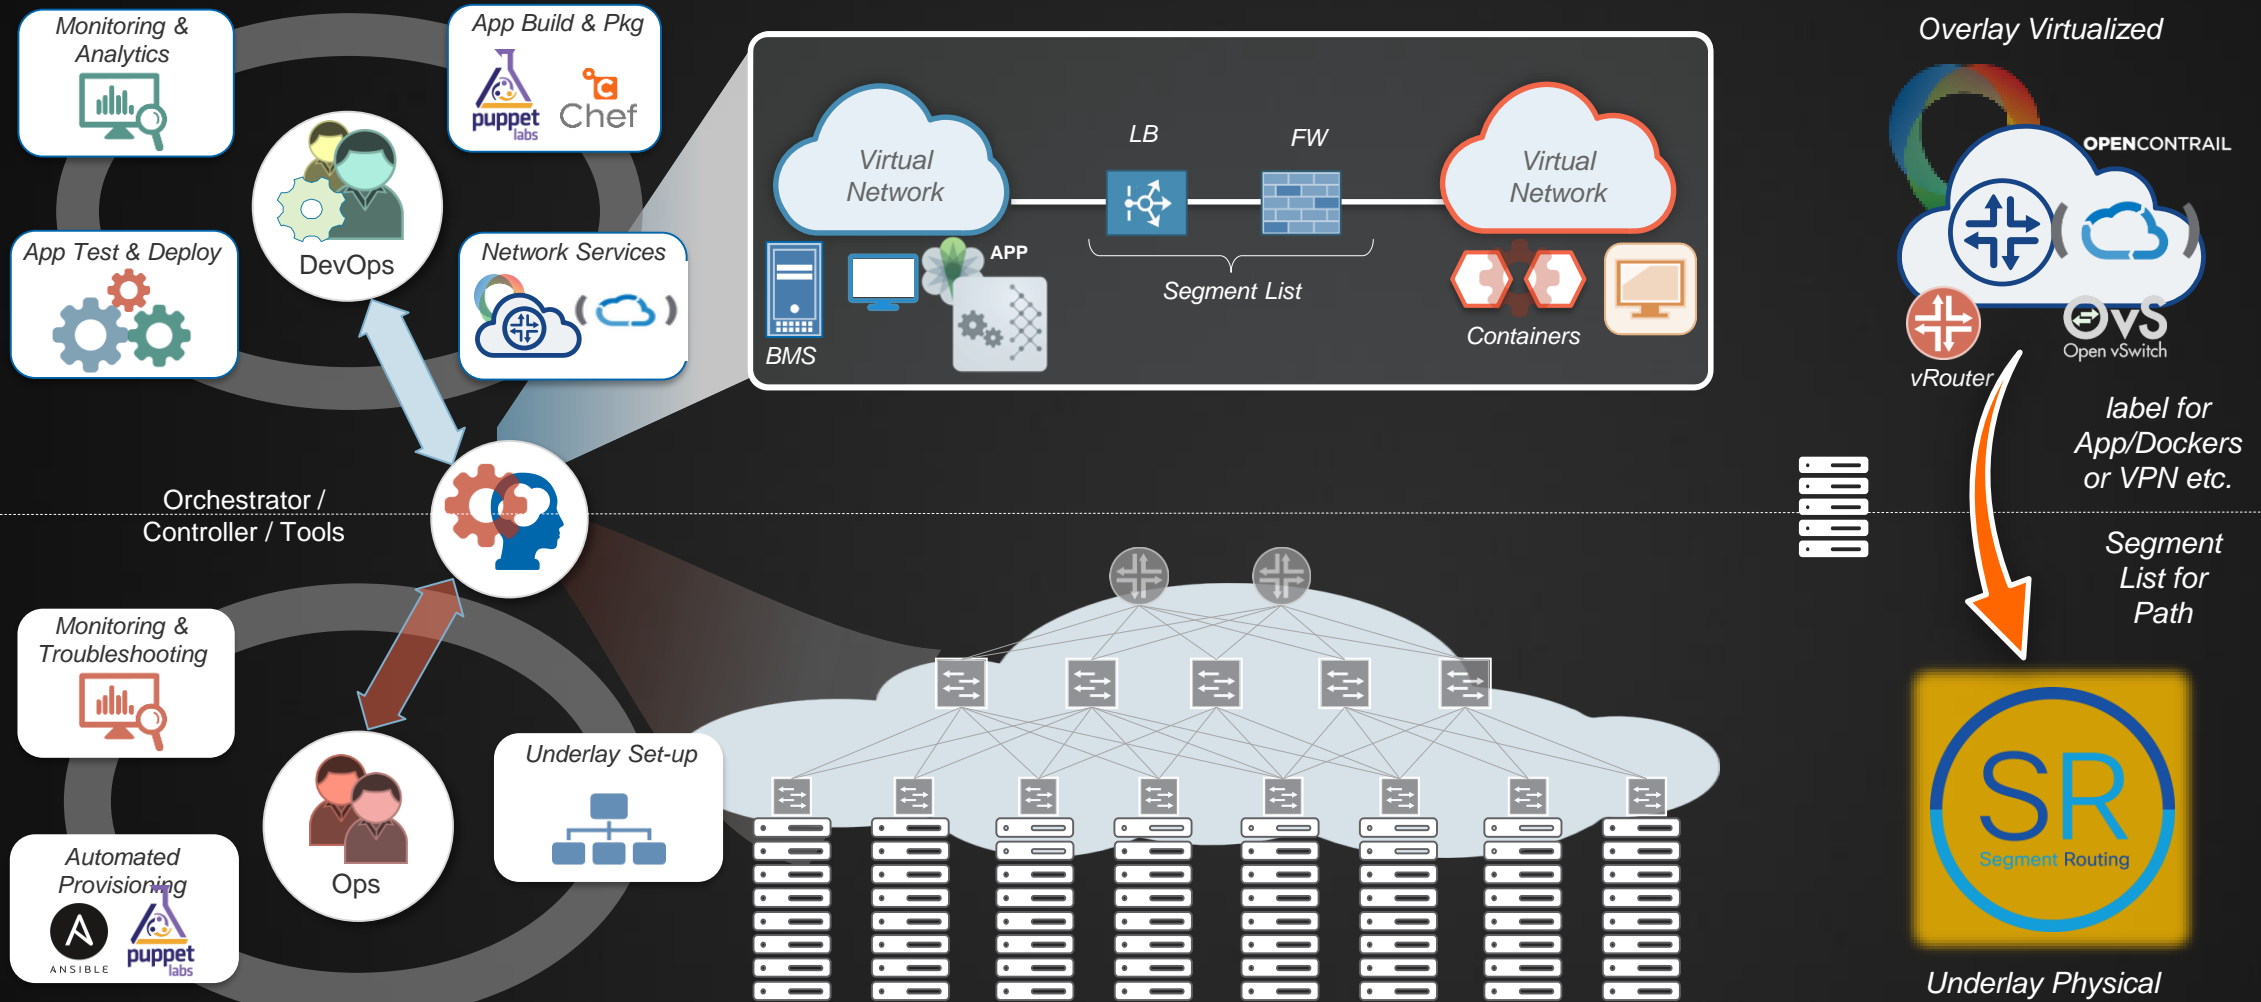 Monitoring &
Analytics
App Build & Pkg
puppet
labs
Chef
DevOps
App Test & Deploy
Network Services
Orchestrator /
Controller / Tools
Monitoring &
Troubleshooting
Ops
Underlay Set-up
Automated
Provisioning
ANSIBLE
puppet
labs
Virtual
Network
LB
FW
Virtual
Network
Segment List
APP
BMS
Containers
Overlay Virtualized
OPENCONTRAIL
vRouter
OvS
Open vSwitch
label for
App/Dockers
or VPN etc.
Segment
List for
Path
SR
Segment Routing
Underlay Physical